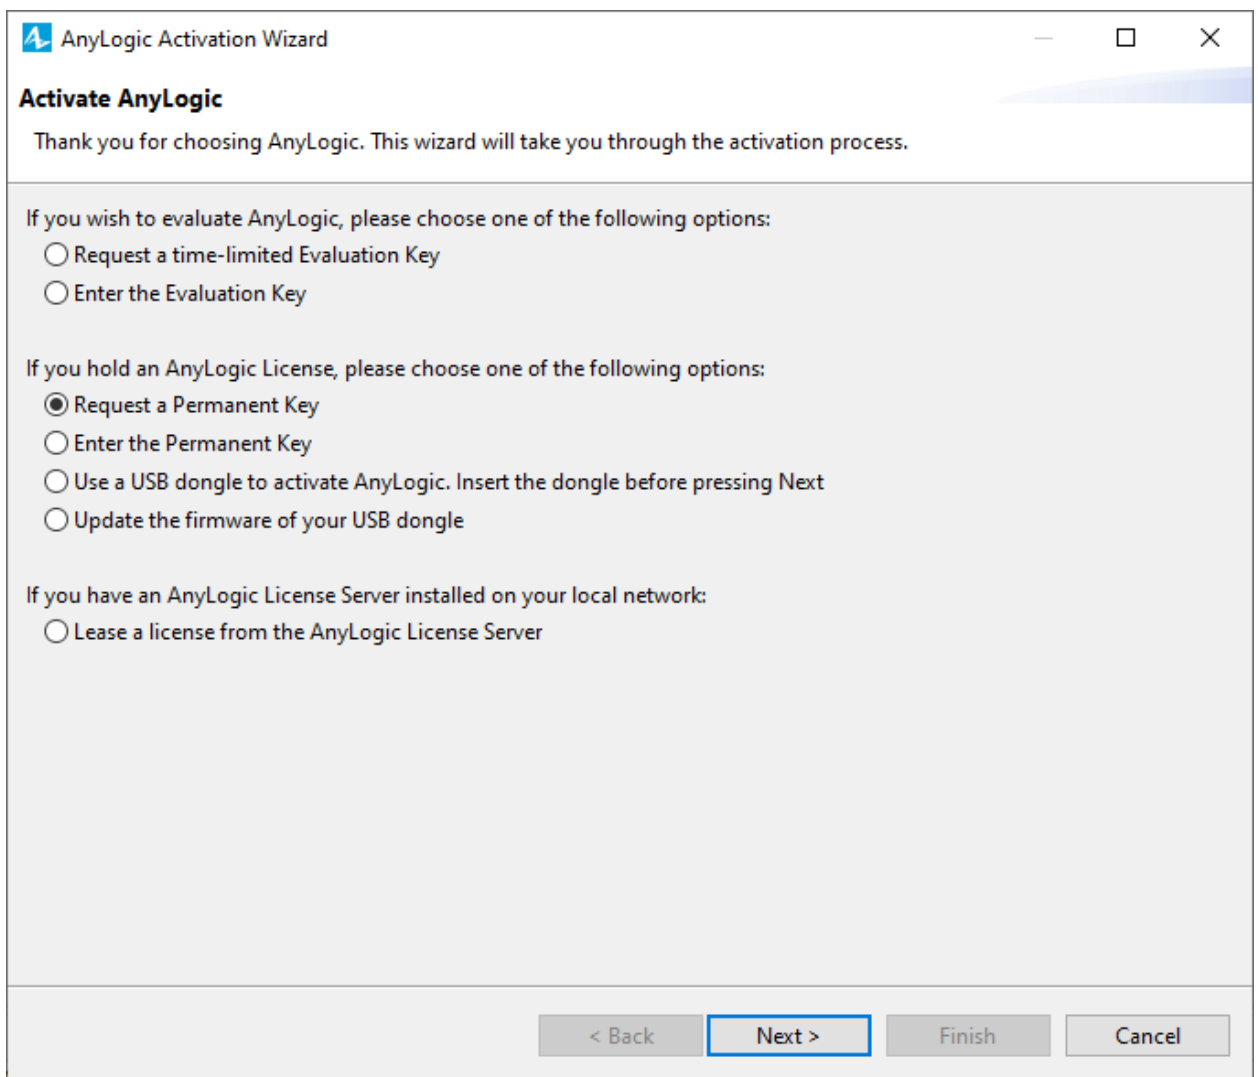 AnyLogic Activation Wizard
Activate AnyLogic
Thank you for choosing AnyLogic. This wizard will take you through the activation process.
If you wish to evaluate AnyLogic, please choose one of the following options:
Request a time-limited Evaluation Key
Enter the Evaluation Key
If you hold an AnyLogic License, please choose one of the following options:
Request a Permanent Key
Enter the Permanent Key
Use a USB dongle to activate AnyLogic. Insert the dongle before pressing Next
Update the firmware of your USB dongle
If you have an AnyLogic License Server installed on your local network:
Lease a license from the AnyLogic License Server
< Back Next > Finish Cancel